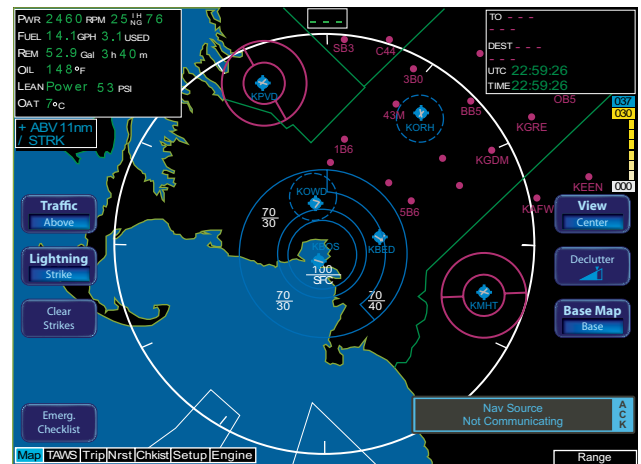 PWR 2460 RPM 25 IN HG 76
FUEL 14.1 GPH 3.1 USED
REM 52.9 Gal 3h 40m
OIL 148°F
LEAN Power 53 PSI
OAT 7°C
+ ABV 11nm
/ STRK
- - -
TO - - -
- - -
DEST - - -
- - -
UTC 22:59:26
TIME 22:59:26
SB3
C44
3B0
KPVD
43M
KORH
BB5
OB5
KGRE
037
030
1B6
KGDM
KEEN
000
KOWD
5B6
KAFW
70
30
KBOS
KBED
100
SFC
70
30
70
40
KMHT
Traffic
Above
Lightning
Strike
Clear
Strikes
Emerg.
Checklist
View
Center
Declutter
Base Map
Base
Nav Source
Not Communicating
ACK
Map TAWS Trip Nrst Chkist Setup Engine
Range